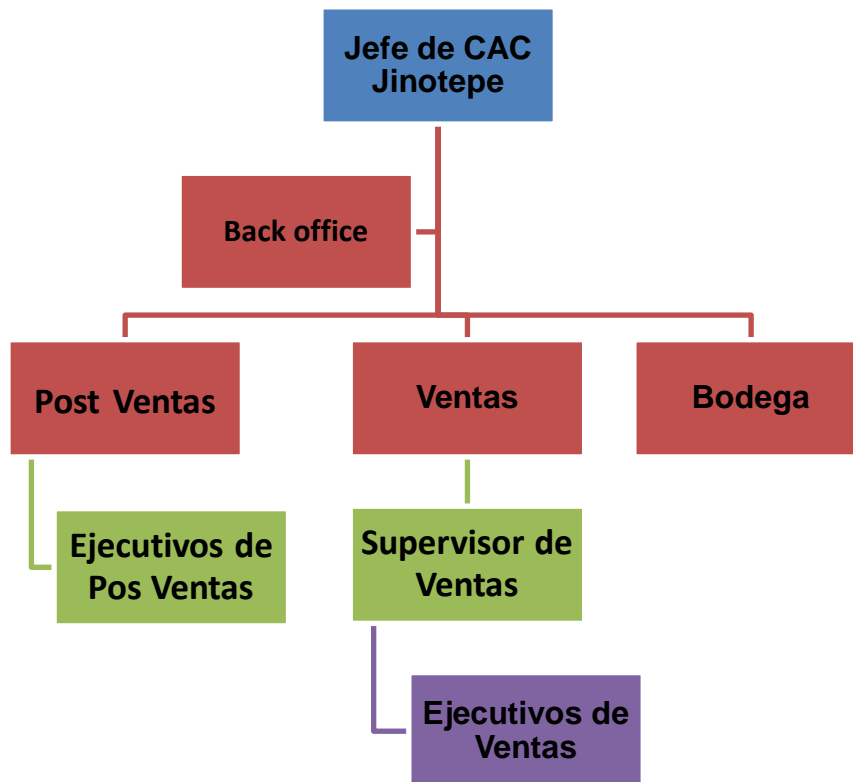 Jefe de CAC
Jinotepe
Back office
Post Ventas
Ventas
Bodega
Ejecutivos de
Pos Ventas
Supervisor de
Ventas
Ejecutivos de
Ventas